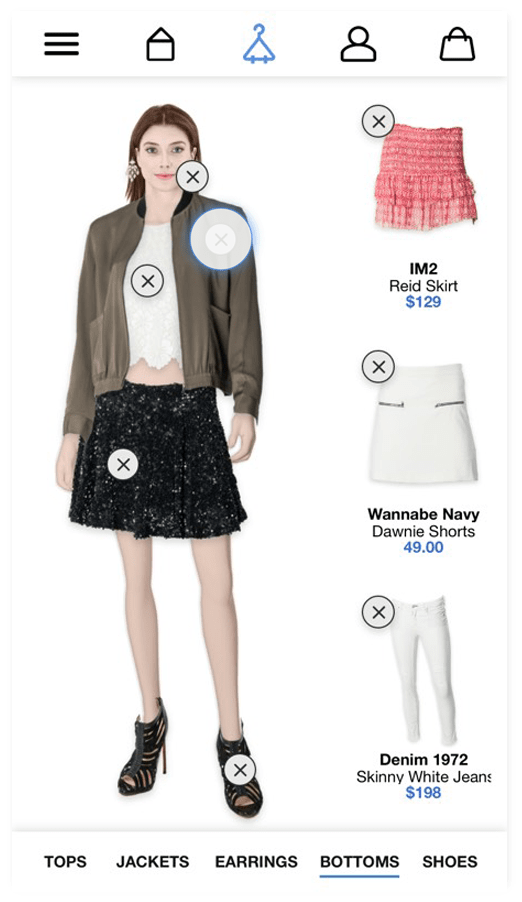 IM2
Reid Skirt
$129
Wannabe Navy
Dawnie Shorts
49.00
Denim 1972
Skinny White Jeans
$198
TOPS JACKETS EARRINGS BOTTOMS SHOES